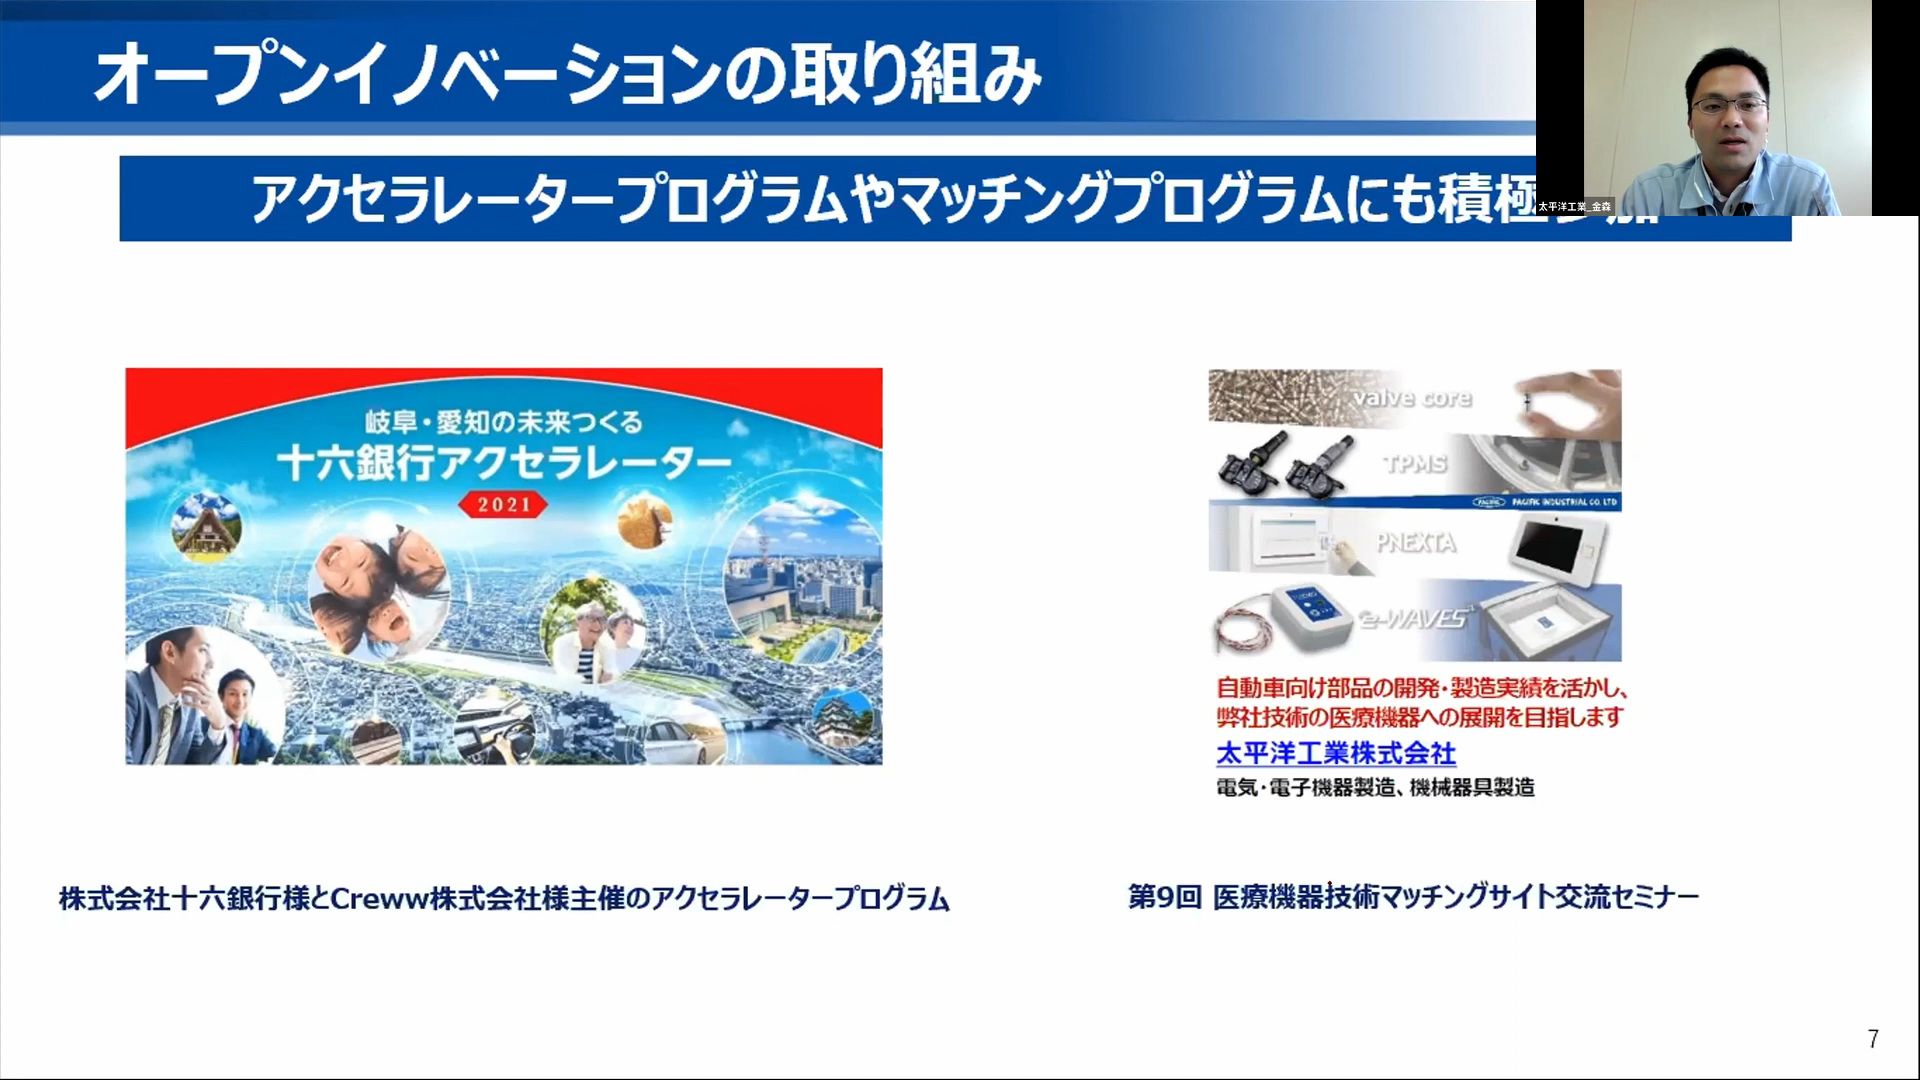 オープンイノベーションの取り組み
アクセラレータープログラムやマッチングプログラムにも積極
太平洋工業_金森
岐阜・愛知の未来つくる
十六銀行アクセラレーター
2021
valve core
TPMS
PACIFIC INDUSTRIAL CO. LTD
PNEXTA
e-WAVES
自動車向け部品の開発・製造実績を活かし、
弊社技術の医療機器への展開を目指します
太平洋工業株式会社
電気・電子機器製造、機械器具製造
株式会社十六銀行様とCreww株式会社様主催のアクセラレータープログラム
第9回 医療機器技術マッチングサイト交流セミナー
7